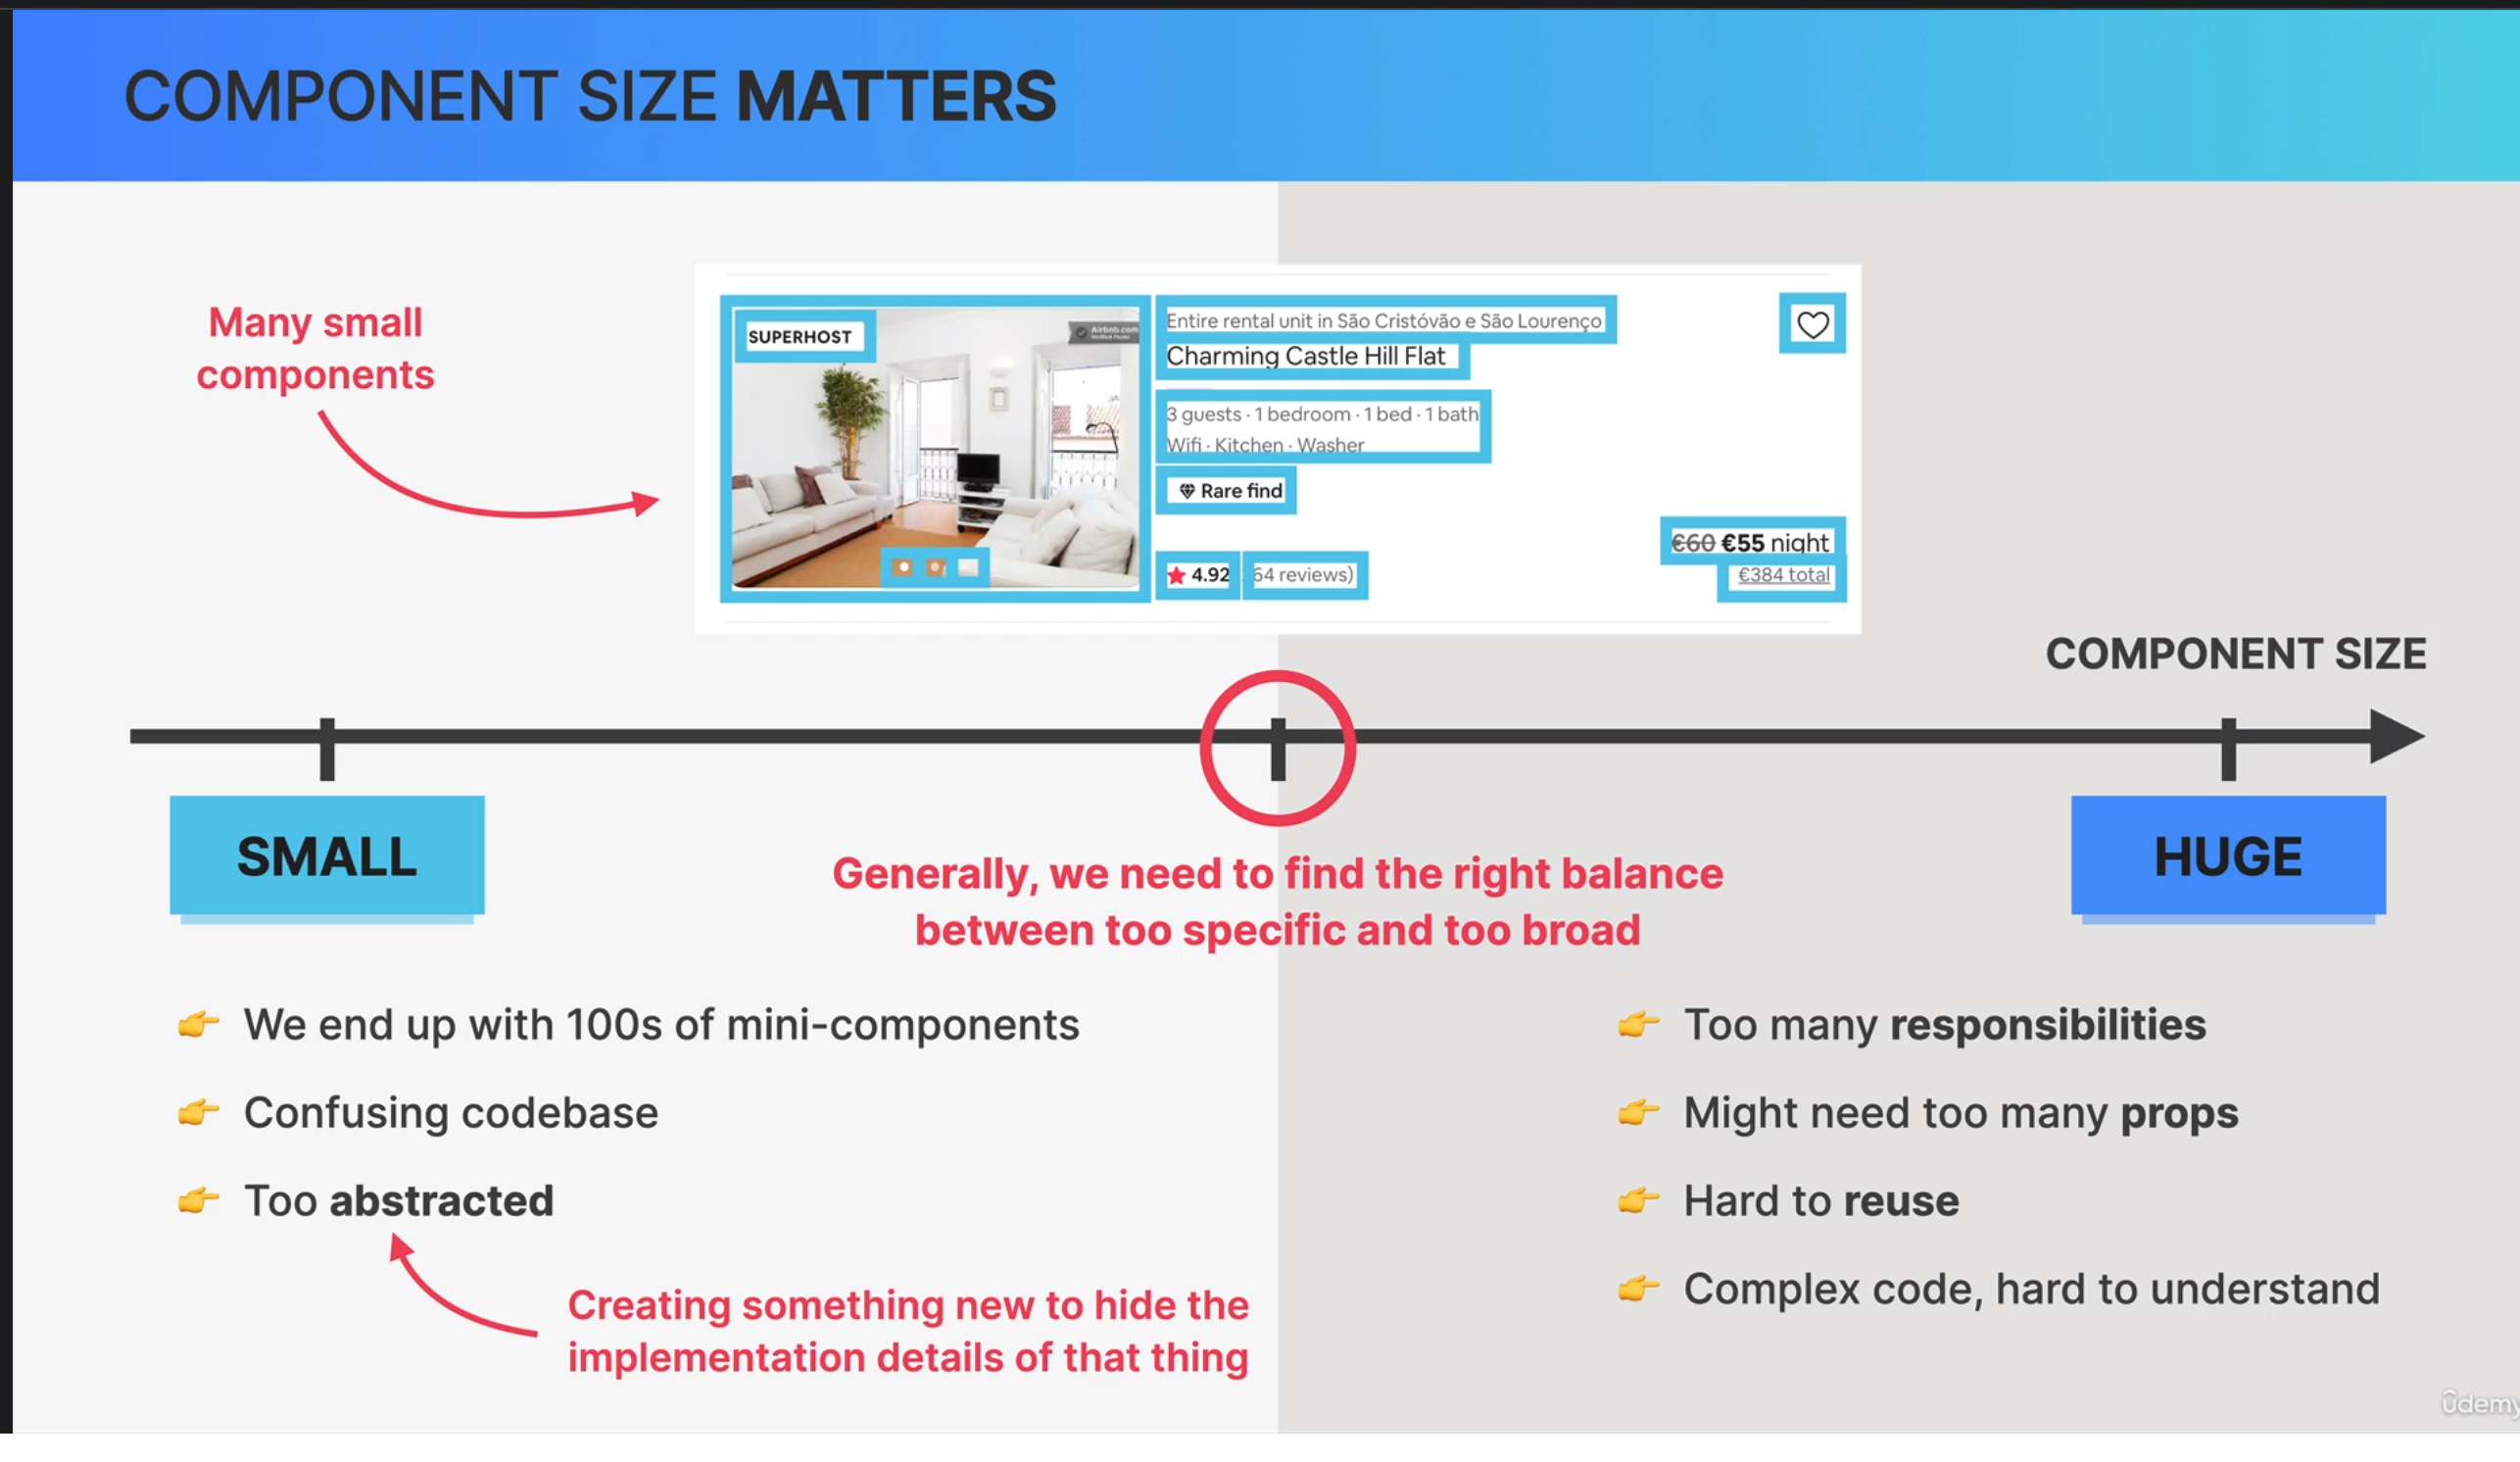 COMPONENT SIZE MATTERS
Many small
components
SUPERHOST
Airbnb.com
Verified Photo
Entire rental unit in São Cristóvão e São Lourenço
Charming Castle Hill Flat
3 guests · 1 bedroom · 1 bed · 1 bath
Wifi · Kitchen · Washer
Rare find
4.92
64 reviews)
€60 €55 night
€384 total
COMPONENT SIZE
SMALL
HUGE
Generally, we need to find the right balance
between too specific and too broad
👉 We end up with 100s of mini-components
👉 Confusing codebase
👉 Too abstracted
Creating something new to hide the
implementation details of that thing
👉 Too many responsibilities
👉 Might need too many props
👉 Hard to reuse
👉 Complex code, hard to understand
ûdemy